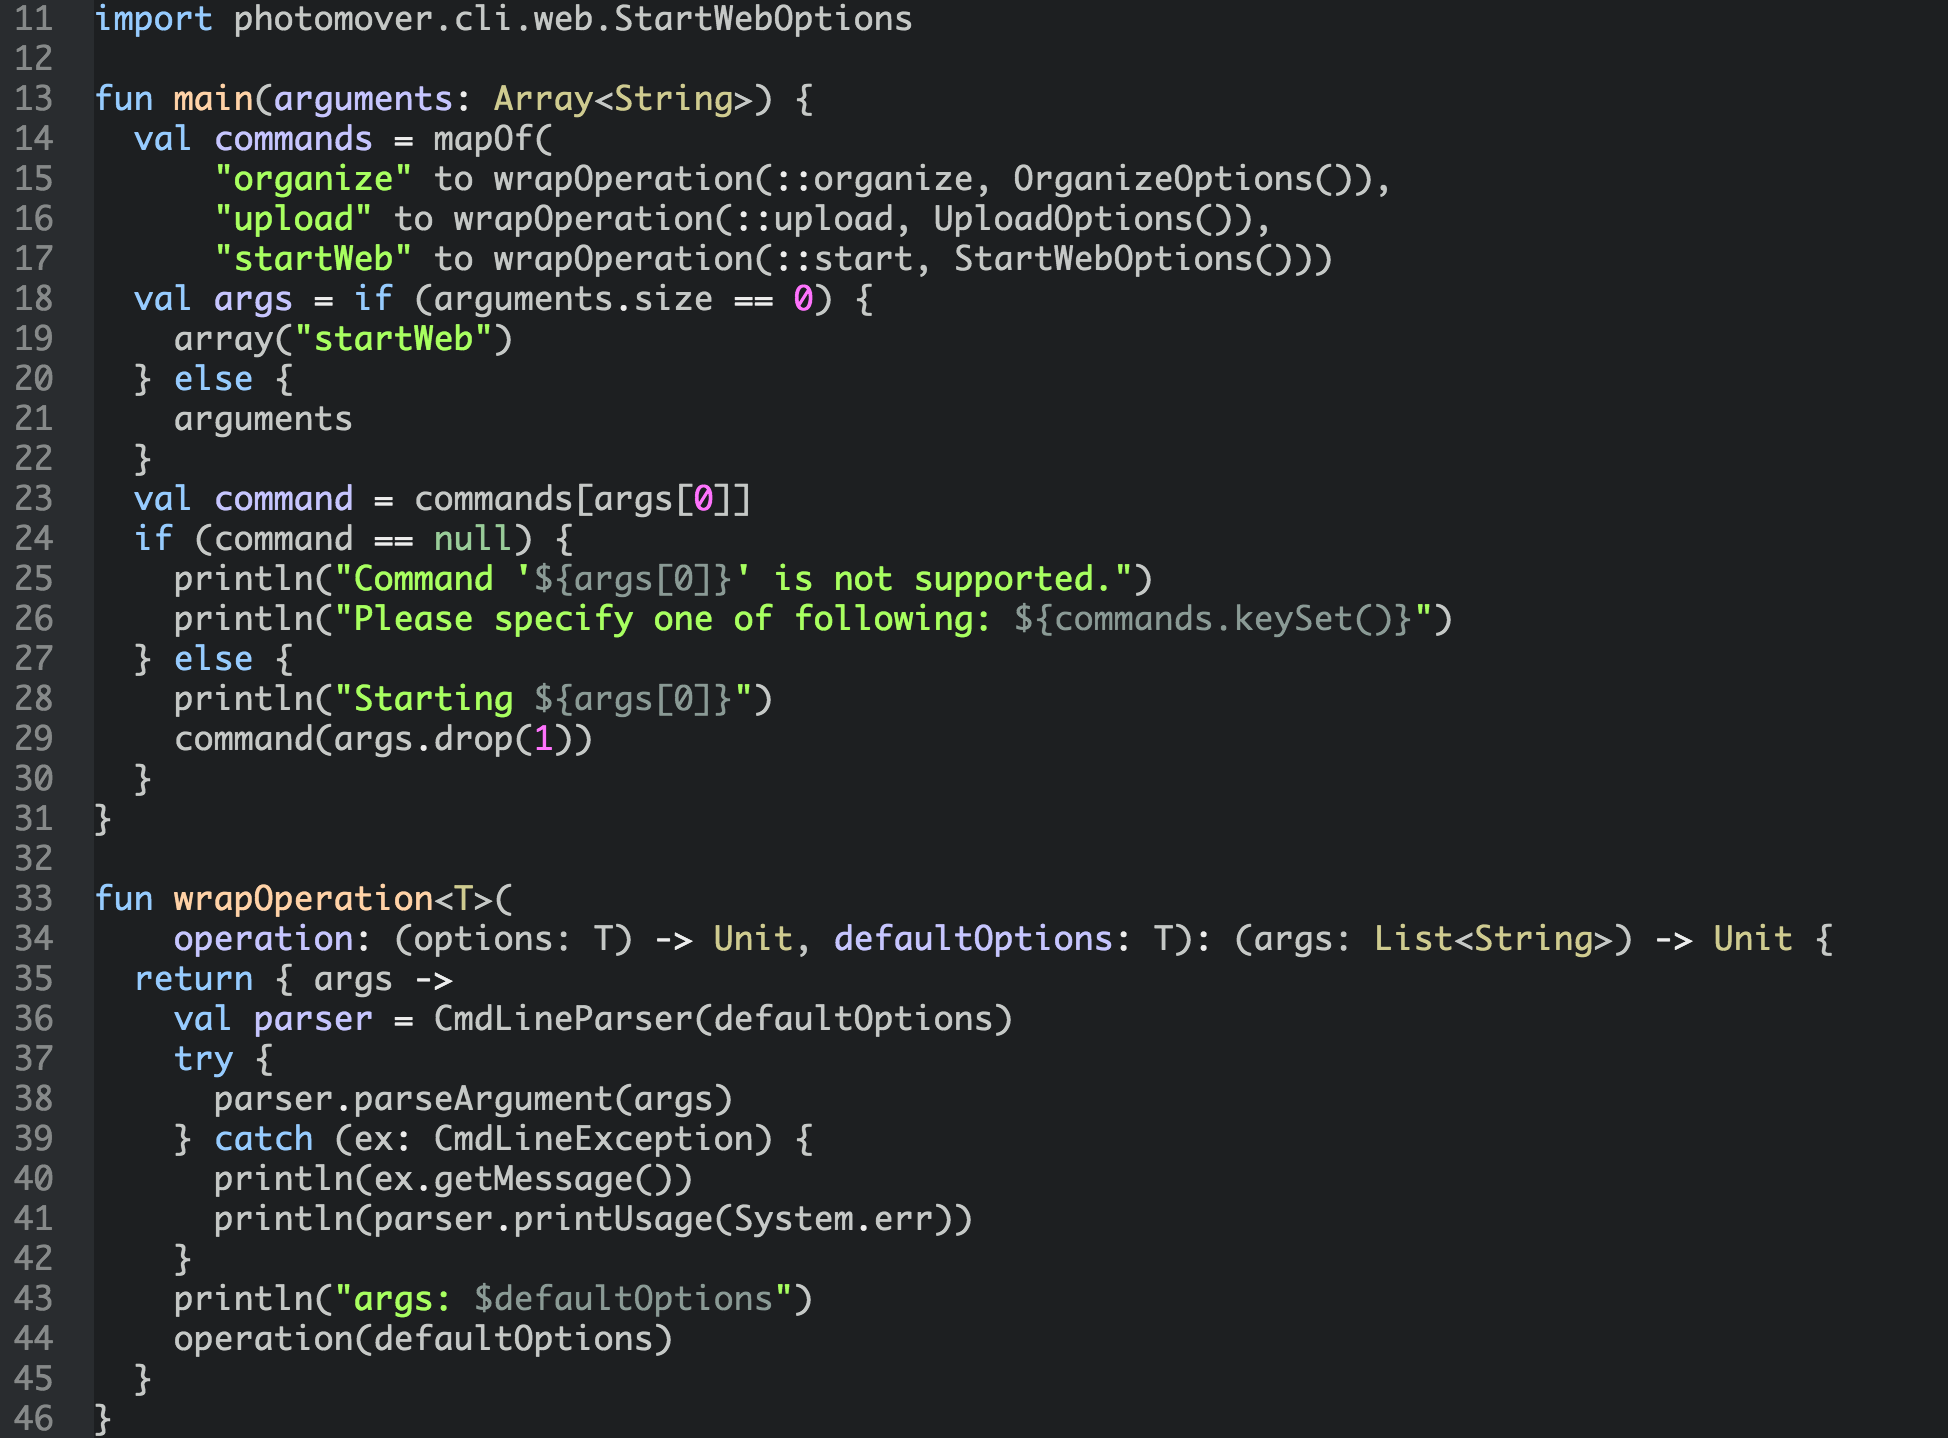 11 import photomover.cli.web.StartWebOptions
12
13 fun main(arguments: Array<String>) {
14   val commands = mapOf(
15       "organize" to wrapOperation(::organize, OrganizeOptions()),
16       "upload" to wrapOperation(::upload, UploadOptions()),
17       "startWeb" to wrapOperation(::start, StartWebOptions()))
18   val args = if (arguments.size == 0) {
19     array("startWeb")
20   } else {
21     arguments
22   }
23   val command = commands[args[0]]
24   if (command == null) {
25     println("Command '${args[0]}' is not supported.")
26     println("Please specify one of following: ${commands.keySet()}")
27   } else {
28     println("Starting ${args[0]}")
29     command(args.drop(1))
30   }
31 }
32
33 fun wrapOperation<T>(
34     operation: (options: T) -> Unit, defaultOptions: T): (args: List<String>) -> Unit {
35   return { args ->
36     val parser = CmdLineParser(defaultOptions)
37     try {
38       parser.parseArgument(args)
39     } catch (ex: CmdLineException) {
40       println(ex.getMessage())
41       println(parser.printUsage(System.err))
42     }
43     println("args: $defaultOptions")
44     operation(defaultOptions)
45   }
46 }